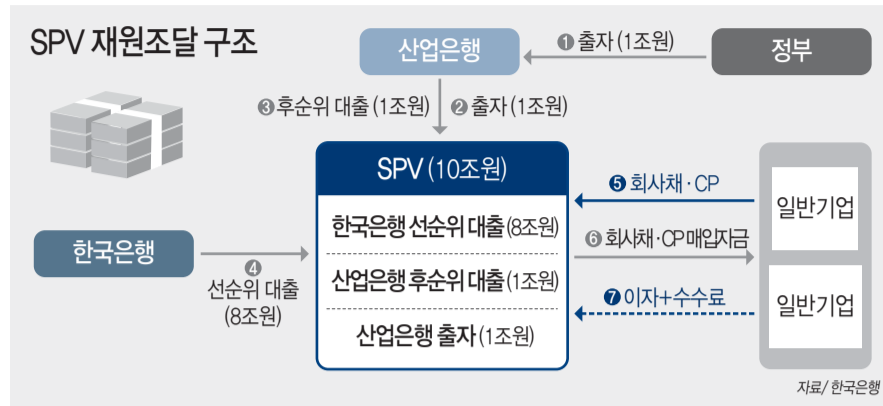 SPV 재원조달 구조
산업은행
❶ 출자 (1조원)
정부
❸ 후순위 대출 (1조원)
❷ 출자 (1조원)
SPV (10조원)
한국은행 선순위 대출 (8조원)
산업은행 후순위 대출 (1조원)
산업은행 출자 (1조원)
한국은행
❹
선순위 대출
(8조원)
❺ 회사채·CP
❻ 회사채·CP 매입자금
❼ 이자+수수료
일반기업
일반기업
자료/ 한국은행